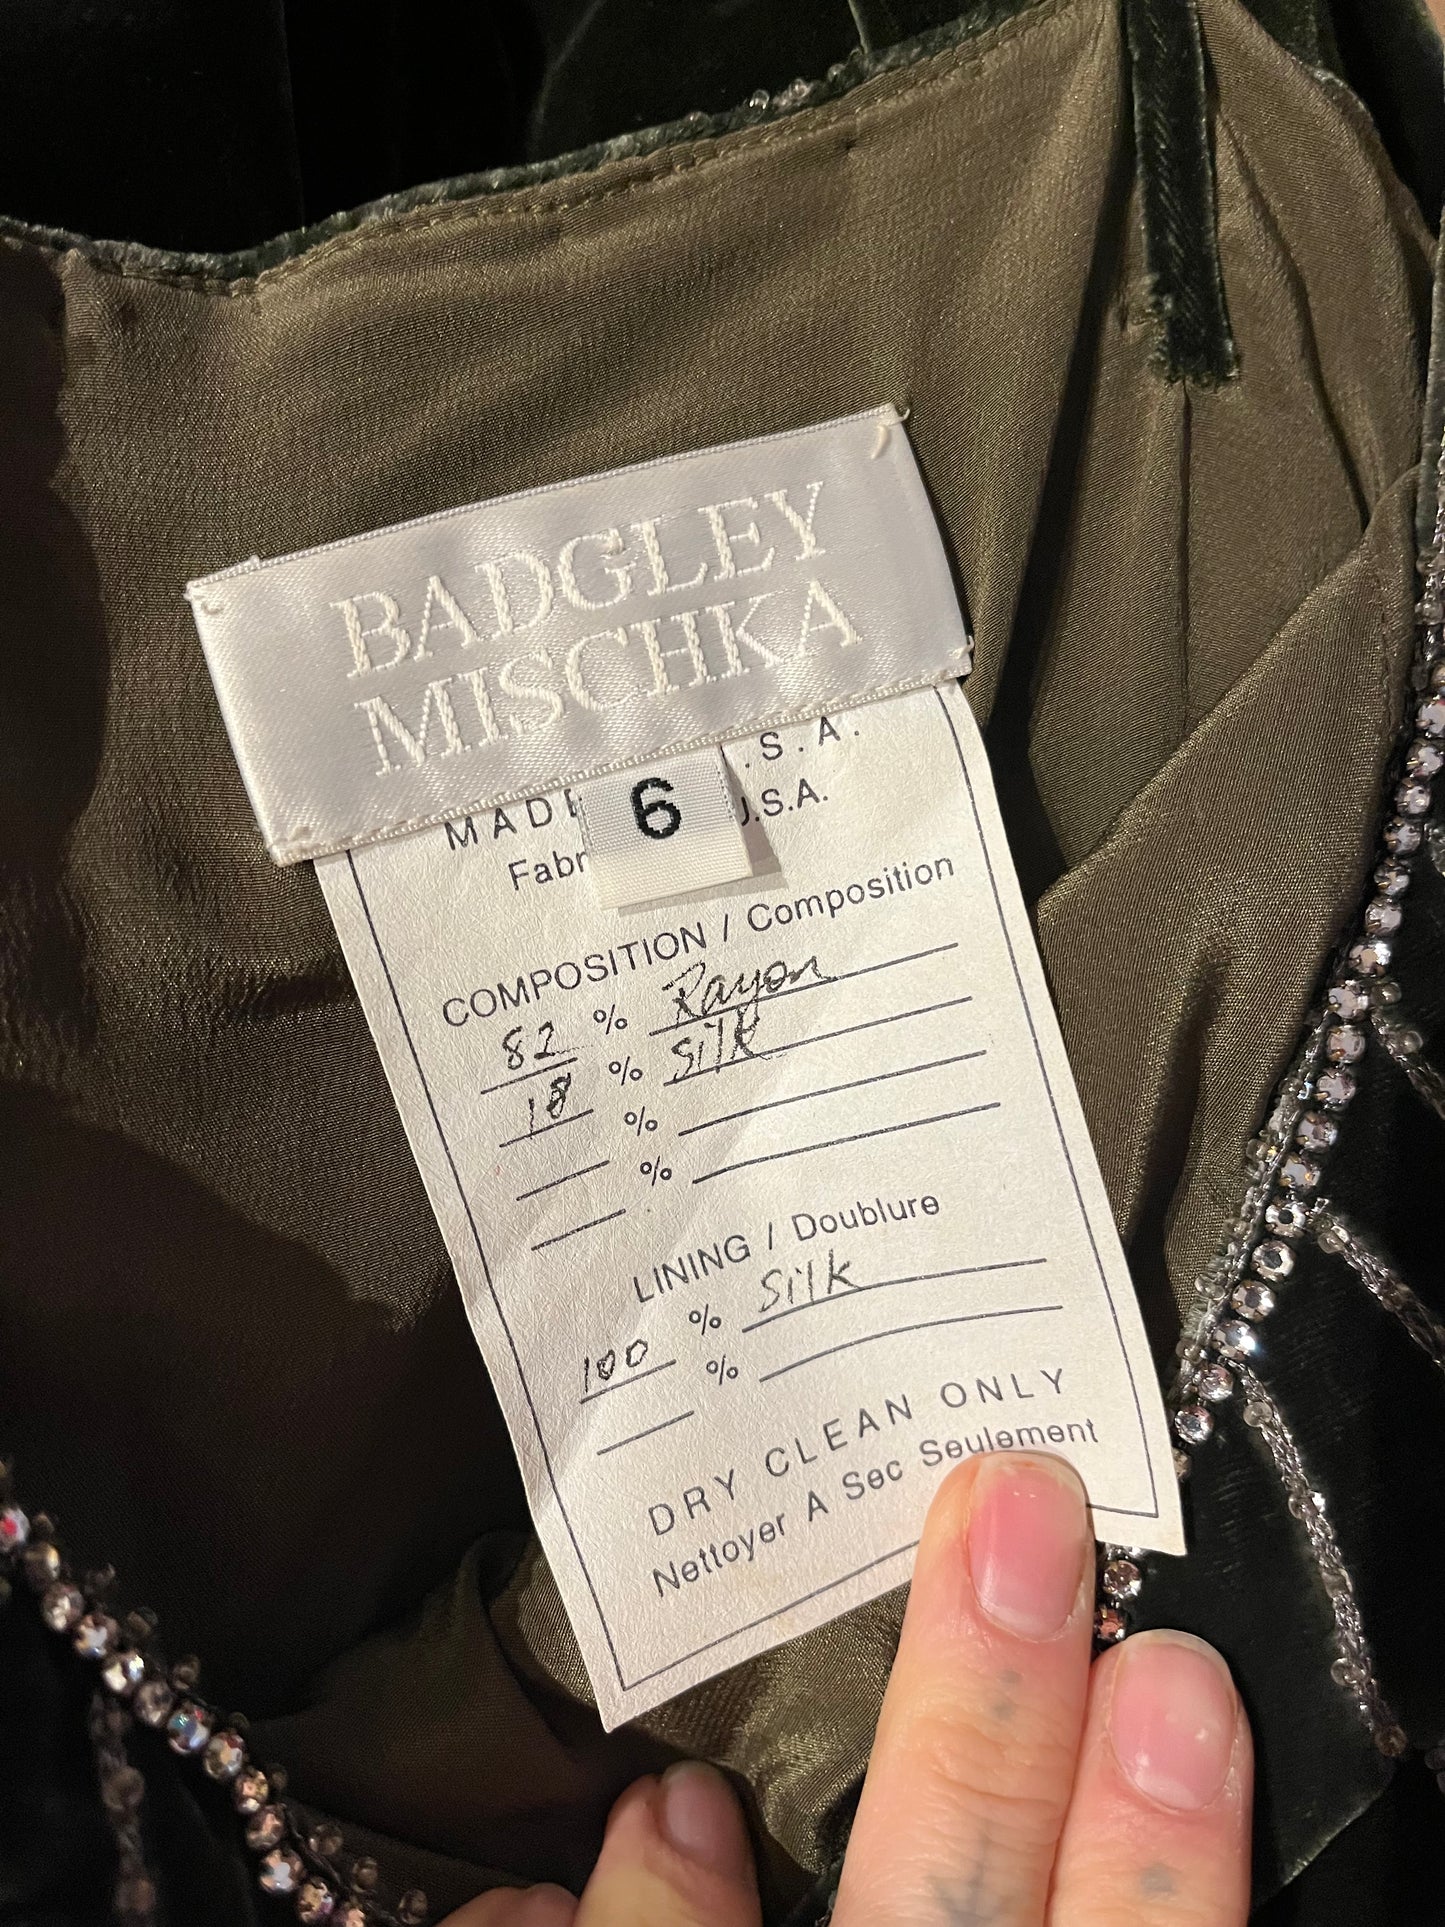 BADGLEY
MISCHKA
6
.S.A.
MADE
Fabr U.S.A.
COMPOSITION / Composition
82 % Rayon
18 % Silk
%
%
LINING / Doublure
100 % Silk
%
DRY CLEAN ONLY
Nettoyer A Sec Seulement